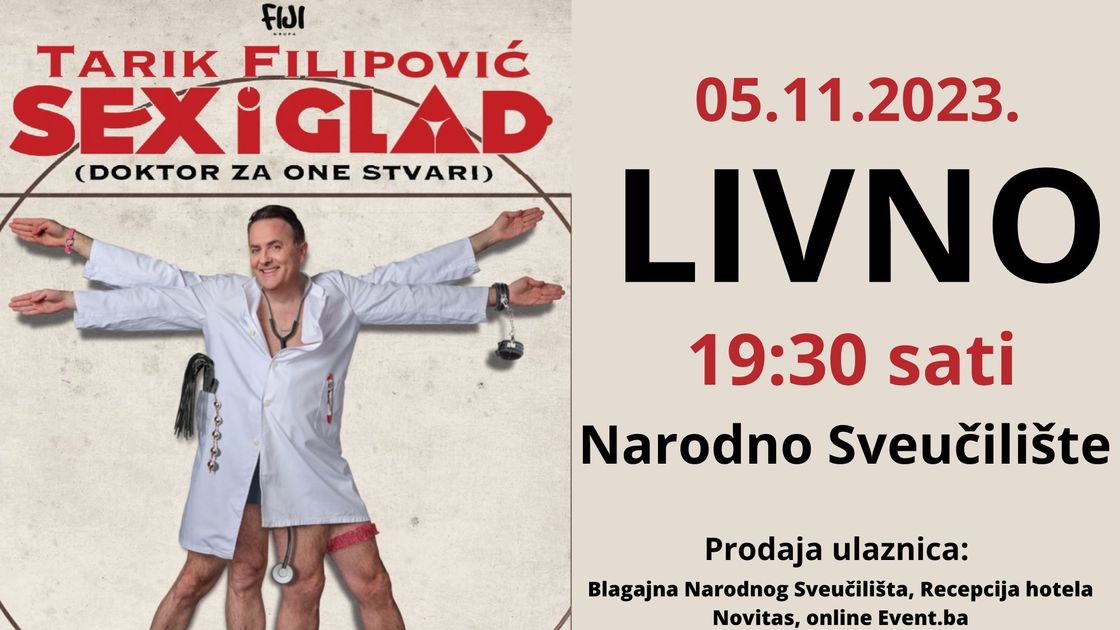 FIJI
GRUPA
TARIK FILIPOVIĆ
SEX i GLAD
(DOKTOR ZA ONE STVARI)
05.11.2023.
LIVNO
19:30 sati
Narodno Sveučilište
Prodaja ulaznica:
Blagajna Narodnog Sveučilišta, Recepcija hotela
Novitas, online Event.ba